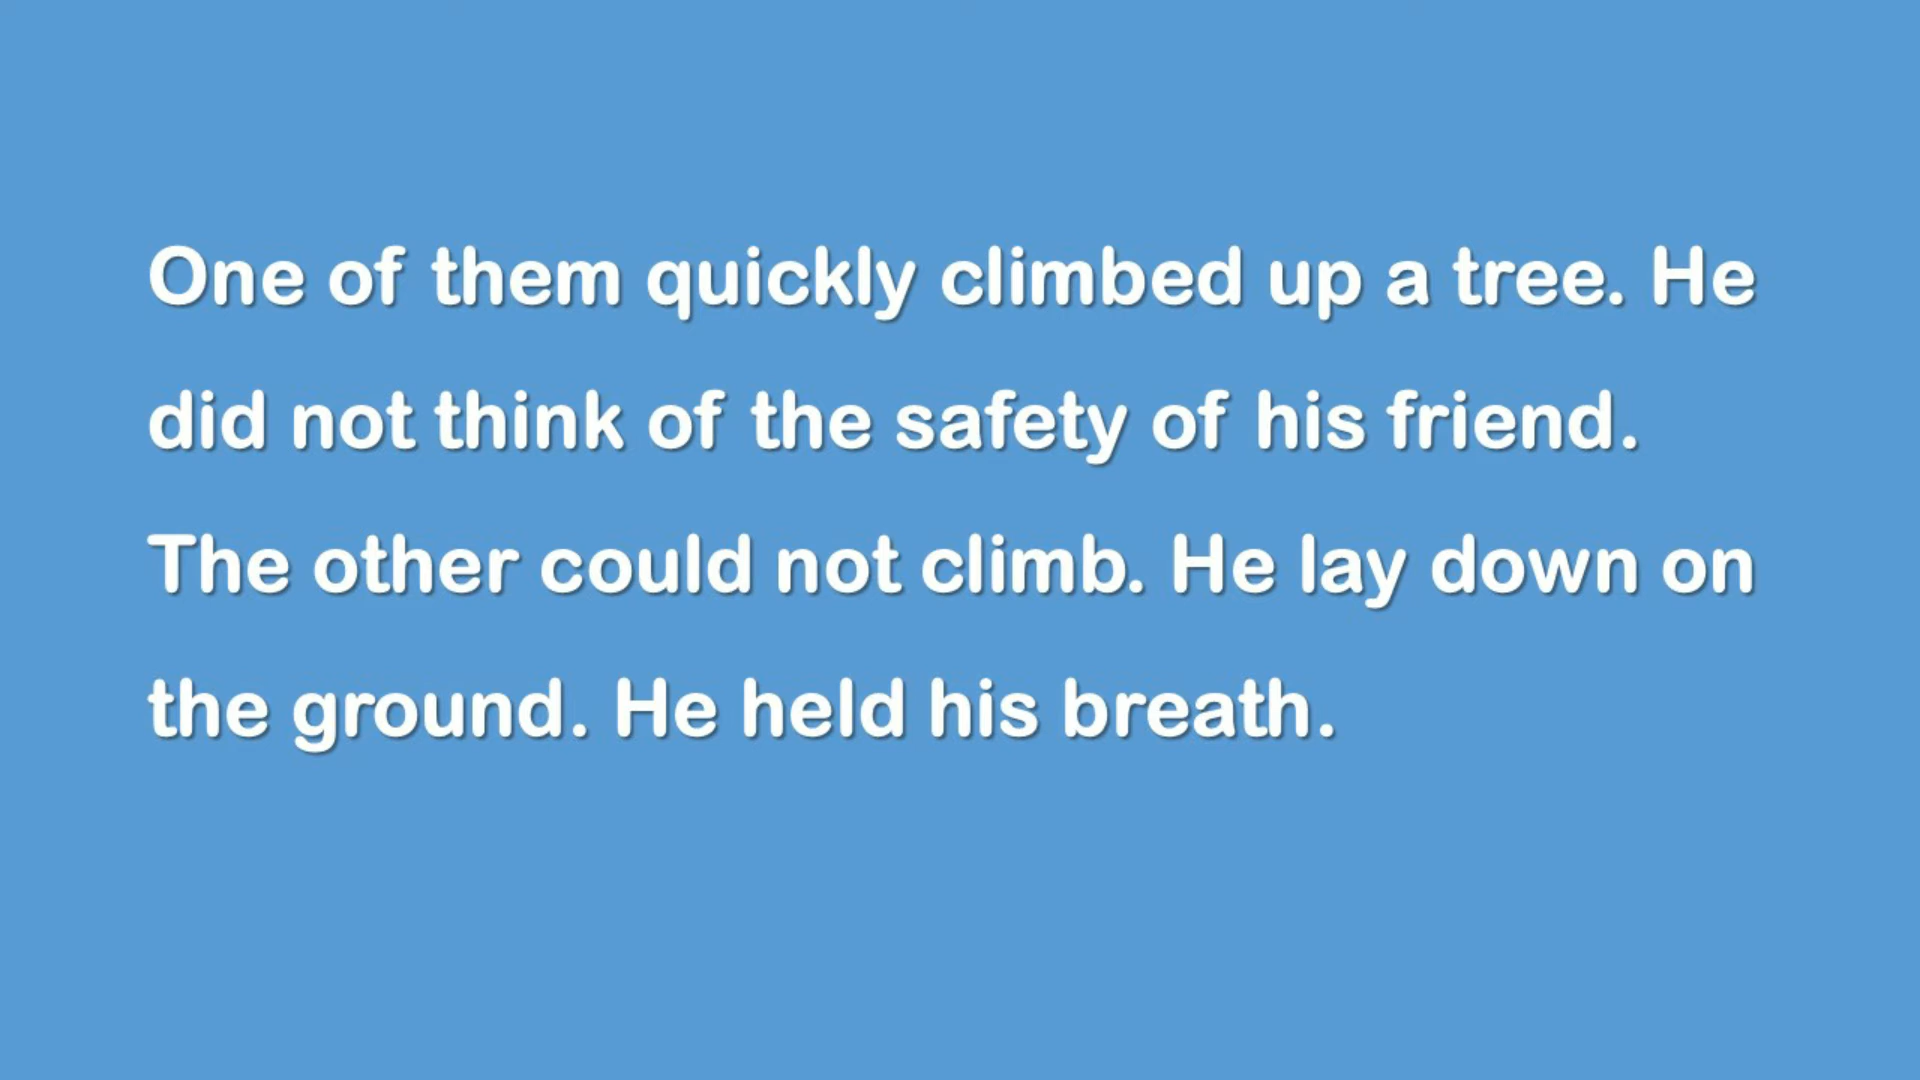 One of them quickly climbed up a tree. He
did not think of the safety of his friend.
The other could not climb. He lay down on
the ground. He held his breath.